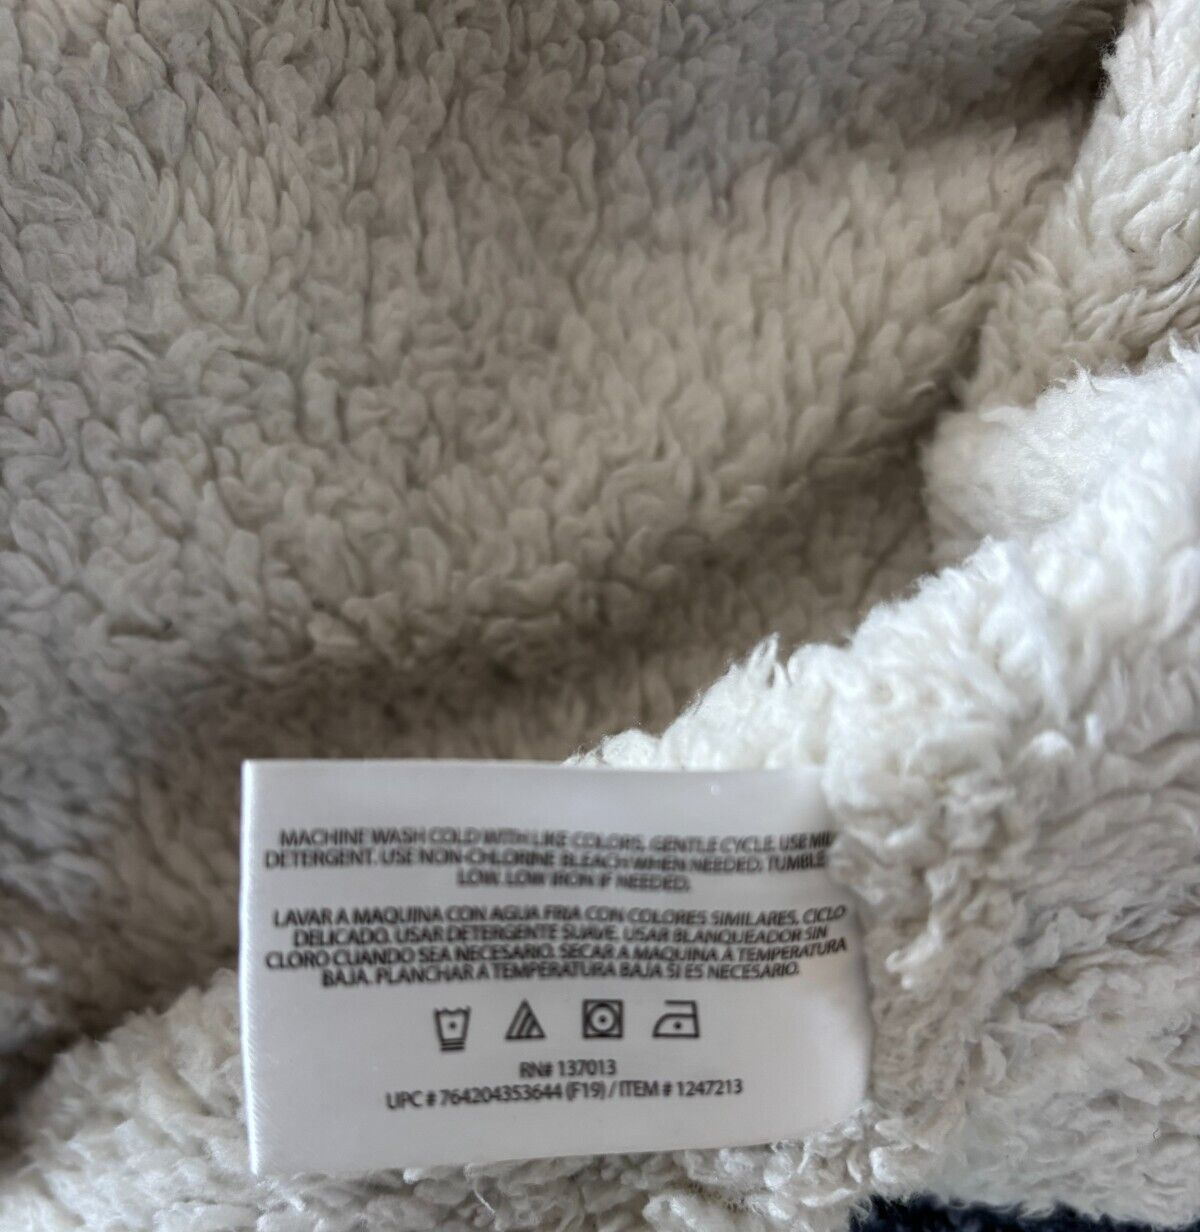 MACHINE WASH COLD WITH LIKE COLORS, GENTLE CYCLE. USE MIL
DETERGENT. USE NON-CHLORINE BLEACH WHEN NEEDED, TUMBLE
LOW. LOW IRON IF NEEDED.
LAVAR A MAQUINA CON AGUA FRIA CON COLORES SIMILARES, CICLO
DELICADO. USAR DETERGENTE SUAVE. USAR BLANQUEADOR SIN
CLORO CUANDO SEA NECESARIO. SECAR A MAQUINA A TEMPERATURA
BAJA. PLANCHAR A TEMPERATURA BAJA SI ES NECESARIO.
RN# 137013
UPC # 764204353644 (F19) / ITEM # 1247213